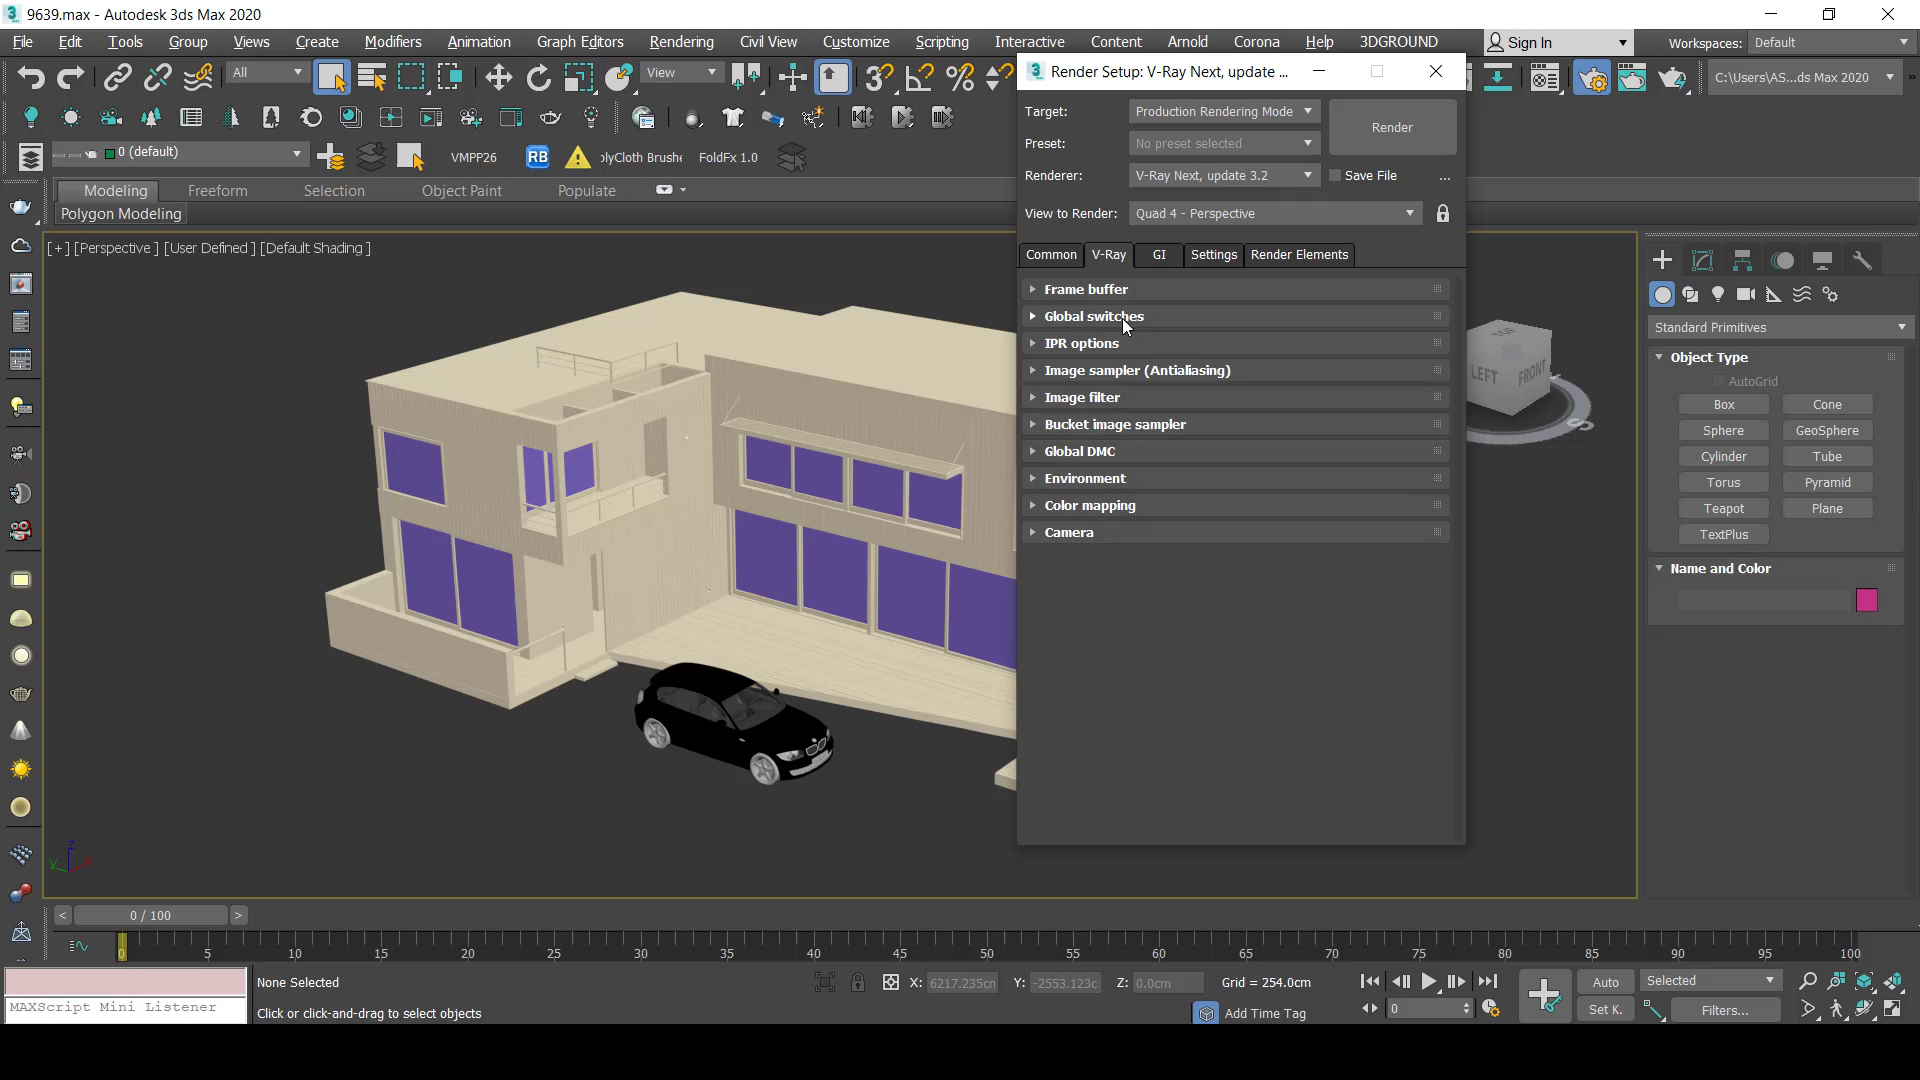 9639.max - Autodesk 3ds Max 2020
File Edit Tools Group Views Create Modifiers Animation Graph Editors Rendering Civil View Customize Scripting Interactive Content Arnold Corona Help 3DGROUND Sign In Workspaces: Default
All View C:\Users\AS...ds Max 2020
0 (default) VMPP26 RB olyCloth Brushe FoldFx 1.0
Modeling Freeform Selection Object Paint Populate
Polygon Modeling
[+] [Perspective ] [User Defined ] [Default Shading ]
Render Setup: V-Ray Next, update ...
Target: Production Rendering Mode
Render
Preset: No preset selected
Renderer: V-Ray Next, update 3.2 Save File ...
View to Render: Quad 4 - Perspective
Common V-Ray GI Settings Render Elements
Frame buffer
Global switches
IPR options
Image sampler (Antialiasing)
Image filter
Bucket image sampler
Global DMC
Environment
Color mapping
Camera
TOP
LEFT FRONT
S
Standard Primitives
Object Type
AutoGrid
Box Cone
Sphere GeoSphere
Cylinder Tube
Torus Pyramid
Teapot Plane
TextPlus
Name and Color
z
y x
< 0 / 100 >
0 5 10 15 20 25 30 35 40 45 50 55 60 65 70 75 80 85 90 95 100
None Selected X: 6217.235cn Y: -2553.123c Z: 0.0cm Grid = 254.0cm Auto Selected
MAXScript Mini Listener Click or click-and-drag to select objects Add Time Tag 0 Set K. Filters...